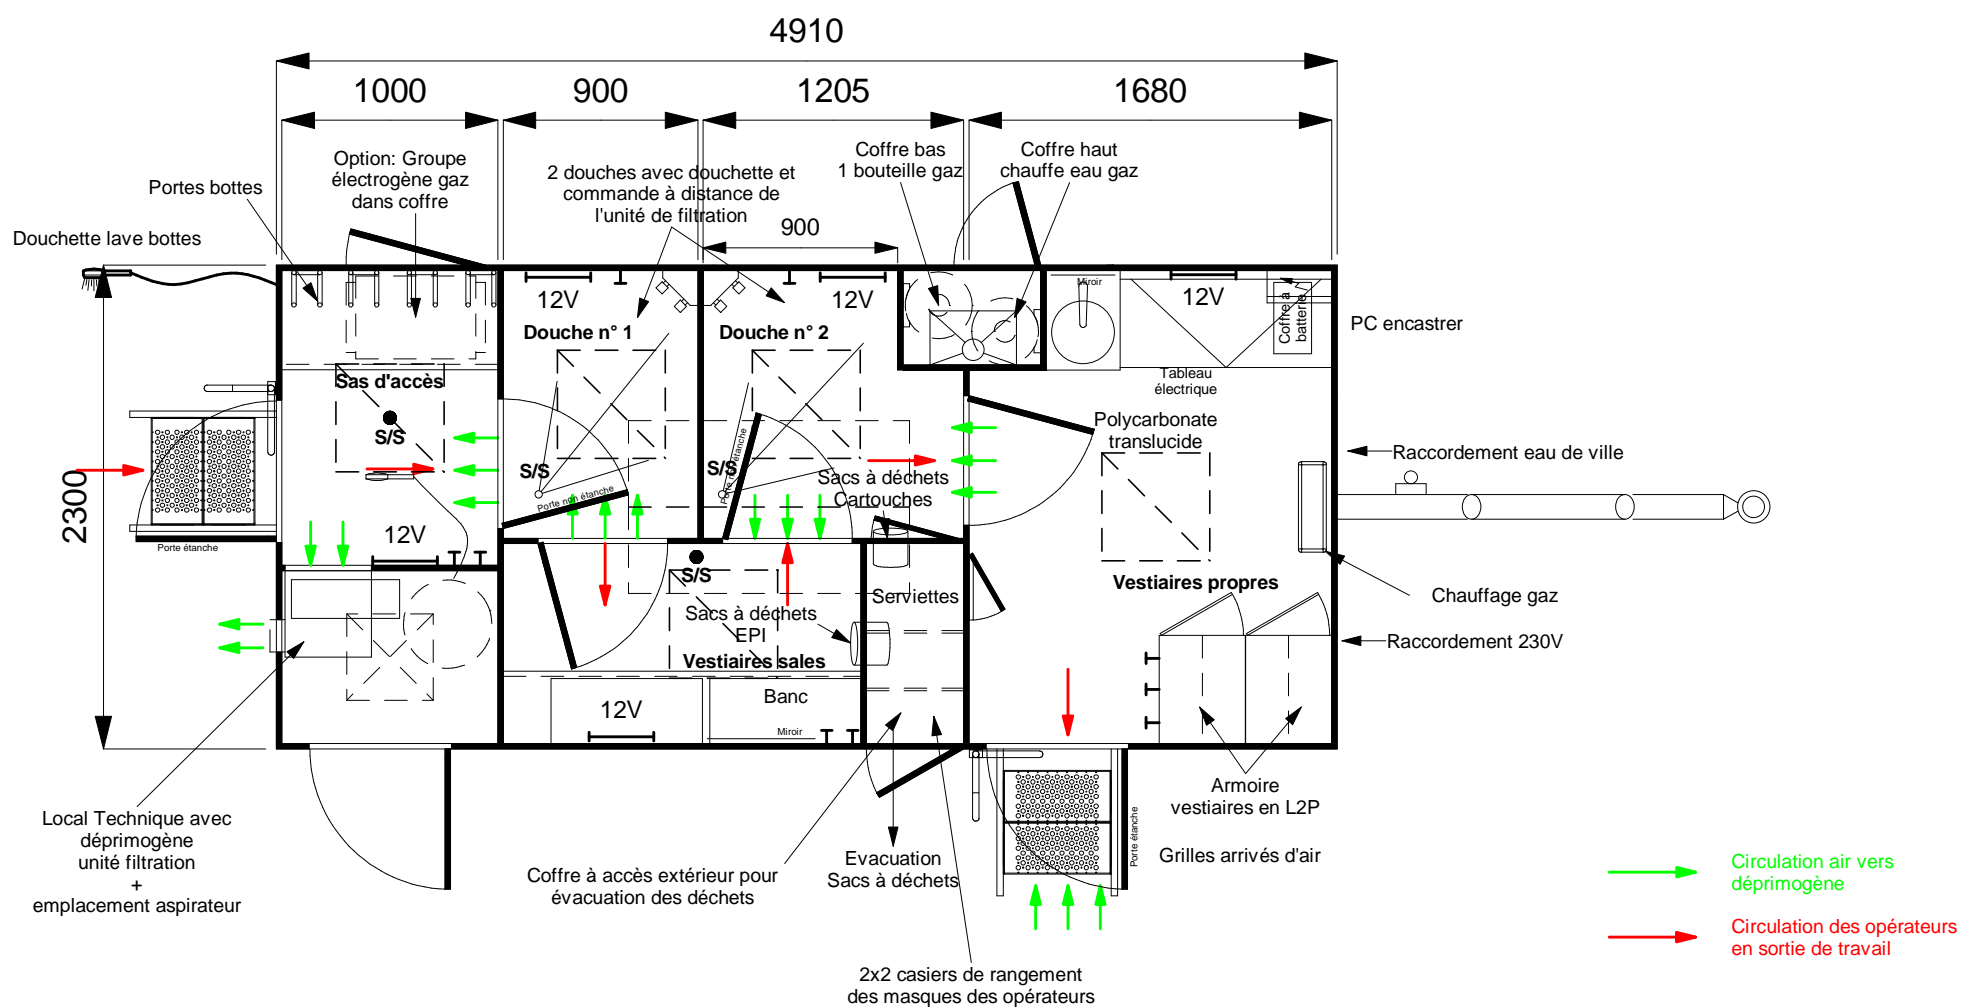 4910
1000
900
1205
1680
Option: Groupe
électrogène gaz
dans coffre
Portes bottes
2 douches avec douchette et
commande à distance de
l'unité de filtration
Coffre bas
1 bouteille gaz
Coffre haut
chauffe eau gaz
Douchette lave bottes
900
12V
12V
12V
Miroir
Coffre à
batterie
PC encastrer
Douche n° 1
Douche n° 2
Sas d'accès
Tableau
électrique
S/S
Polycarbonate
translucide
Raccordement eau de ville
2300
S/S
S/S
Porte non étanche
Porte non étanche
Sacs à déchets
Cartouches
12V
Porte étanche
S/S
Vestiaires propres
Chauffage gaz
Serviettes
Sacs à déchets
EPI
Raccordement 230V
Vestiaires sales
Banc
12V
Miroir
Armoire
vestiaires en L2P
Porte étanche
Local Technique avec
déprimogène
unité filtration
+
emplacement aspirateur
Coffre à accès extérieur pour
évacuation des déchets
Evacuation
Sacs à déchets
Grilles arrivés d'air
Circulation air vers
déprimogène
Circulation des opérateurs
en sortie de travail
2x2 casiers de rangement
des masques des opérateurs